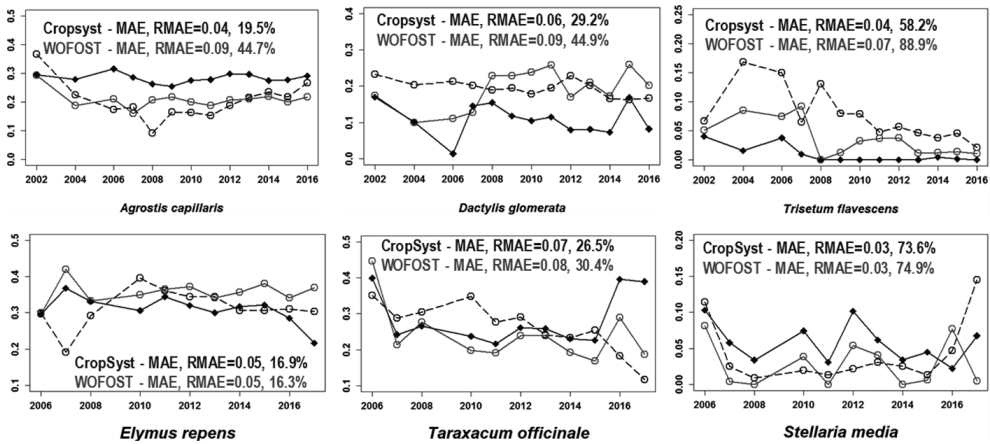 Cropsyst - MAE, RMAE=0.04, 19.5%
WOFOST - MAE, RMAE=0.09, 44.7%
0.5
0.4
0.3
0.2
0.1
0.0
2002 2004 2006 2008 2010 2012 2014 2016
Agrostis capillaris
Cropsyst - MAE, RMAE=0.06, 29.2%
WOFOST - MAE, RMAE=0.09, 44.9%
0.4
0.3
0.2
0.1
0.0
2002 2004 2006 2008 2010 2012 2014 2016
Dactylis glomerata
Cropsyst - MAE, RMAE=0.04, 58.2%
WOFOST - MAE, RMAE=0.07, 88.9%
0.25
0.20
0.15
0.10
0.05
0.00
2002 2004 2006 2008 2010 2012 2014 2016
Trisetum flavescens
0.5
0.4
0.3
0.2
0.1
CropSyst - MAE, RMAE=0.05, 16.9%
WOFOST - MAE, RMAE=0.05, 16.3%
2006 2008 2010 2012 2014 2016
Elymus repens
CropSyst - MAE, RMAE=0.07, 26.5%
WOFOST - MAE, RMAE=0.08, 30.4%
0.5
0.4
0.3
0.2
0.1
2006 2008 2010 2012 2014 2016
Taraxacum officinale
CropSyst - MAE, RMAE=0.03, 73.6%
WOFOST - MAE, RMAE=0.03, 74.9%
0.20
0.15
0.10
0.05
0.00
2006 2008 2010 2012 2014 2016
Stellaria media